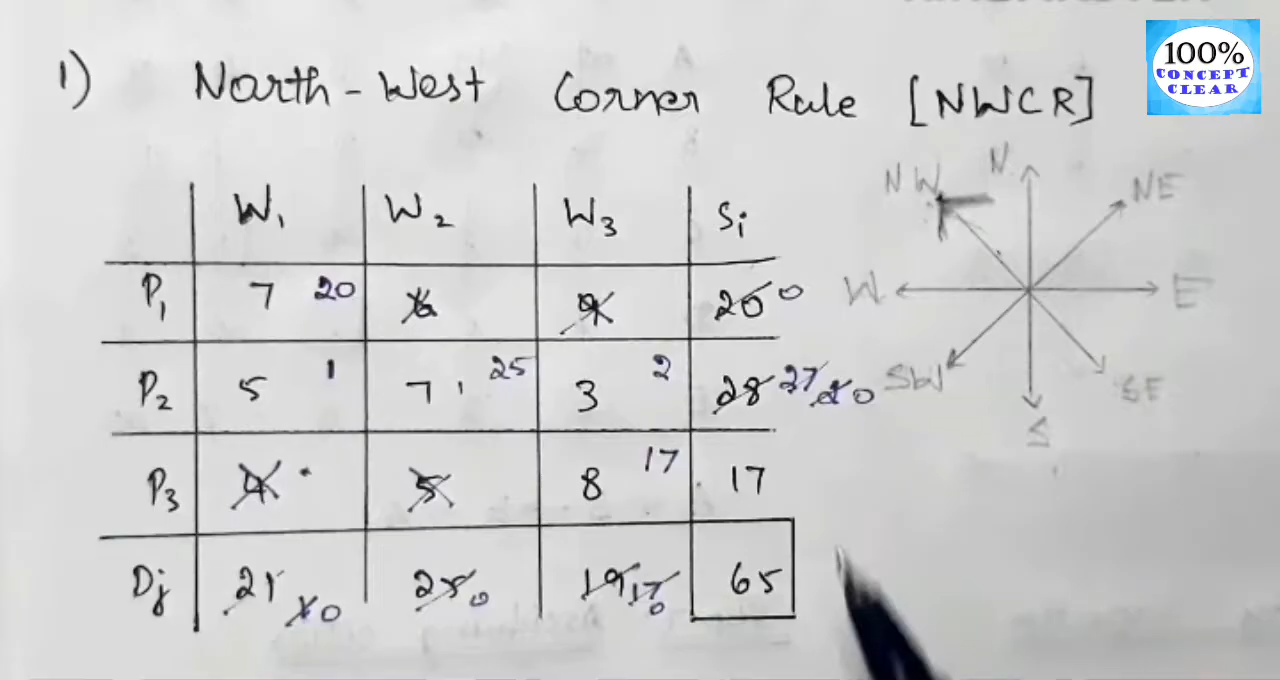 100%
CONCEPT
CLEAR
1) North-West Corner Rule [NWCR]
NW N NE
W₁ W₂ W₃ Si
P₁ 7 20 6 9 20 0
W E
P₂ 5 1 7 25 3 2 28 27 2 0
SW S SE
P₃ 4 5 8 17 17
Dj 21 1 0 25 0 19 17 0 65